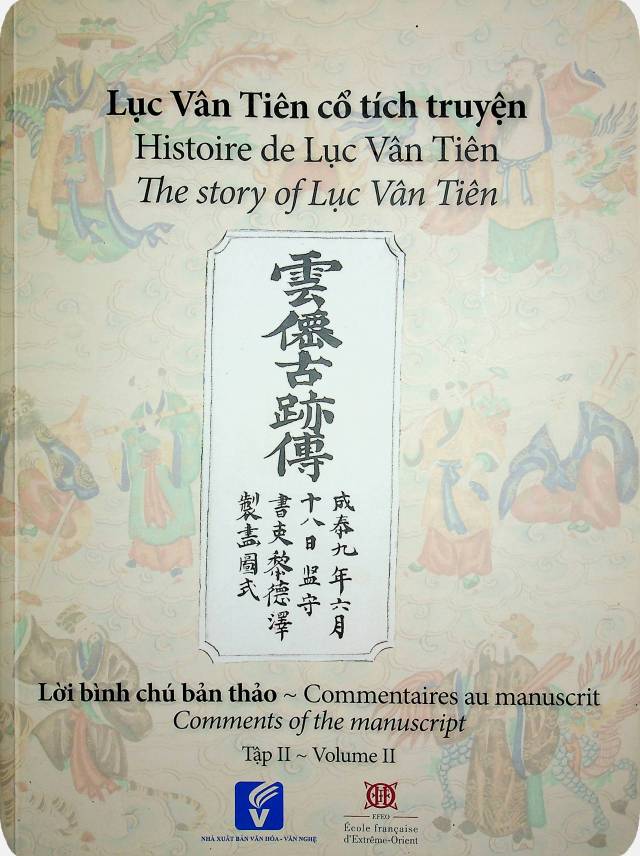 Lục Vân Tiên cổ tích truyện
Histoire de Lục Vân Tiên
The story of Lục Vân Tiên
雲僊古跡傳
成泰九年六月
十八日监守
書吏黎德澤
製畫圖式
Lời bình chú bản thảo ~ Commentaires au manuscrit
Comments of the manuscript
Tập II ~ Volume II
NHÀ XUẤT BẢN VĂN HÓA - VĂN NGHỆ
EFEO
École française
d'Extrême-Orient